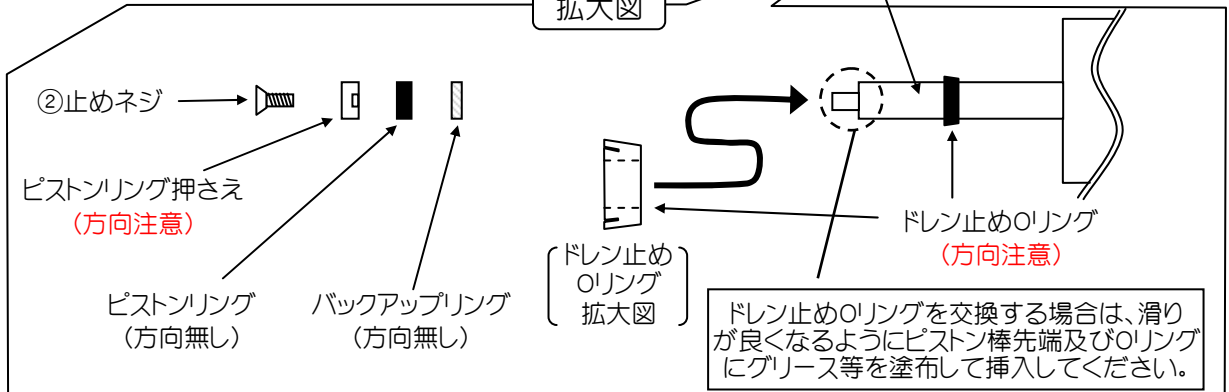 拡大図
②止めネジ
ピストンリング押さえ
(方向注意)
ピストンリング
(方向無し)
バックアップリング
(方向無し)
ドレン止め
Oリング
拡大図
ドレン止めOリング
(方向注意)
ドレン止めOリングを交換する場合は、滑り
が良くなるようにピストン棒先端及びOリング
にグリース等を塗布して挿入してください。